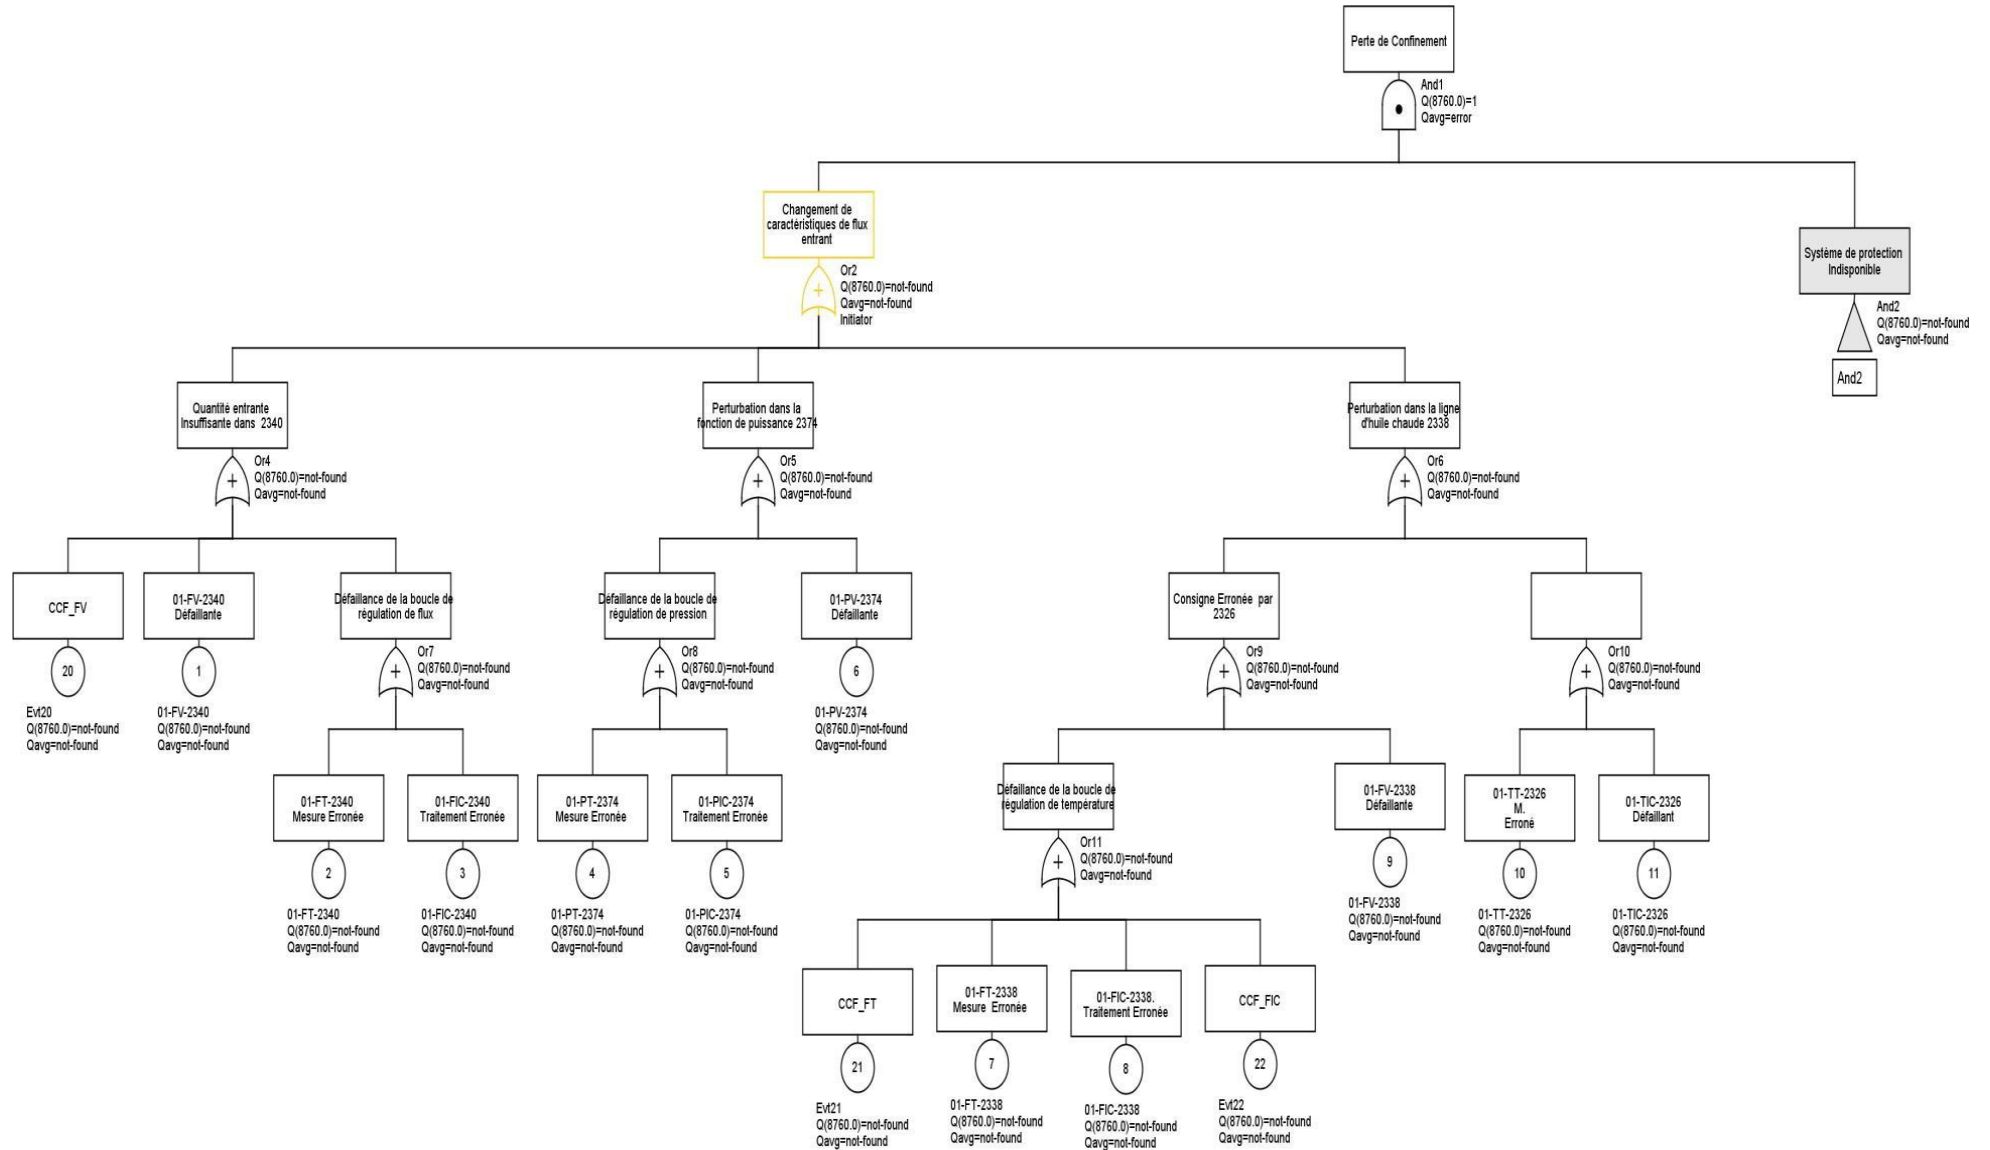 Perte de Confinement
And1
Q(8760.0)=1
Qavg=error
Changement de
caractéristiques de flux
entrant
Or2
Q(8760.0)=not-found
Qavg=not-found
Initiator
Système de protection
Indisponible
And2
Q(8760.0)=not-found
Qavg=not-found
And2
Quantité entrante
Insuffisante dans 2340
Or4
Q(8760.0)=not-found
Qavg=not-found
Perturbation dans la
fonction de puissance 2374
Or5
Q(8760.0)=not-found
Qavg=not-found
Perturbation dans la ligne
d'huile chaude 2338
Or6
Q(8760.0)=not-found
Qavg=not-found
CCF_FV
20
Evt20
Q(8760.0)=not-found
Qavg=not-found
01-FV-2340
Défaillante
1
01-FV-2340
Q(8760.0)=not-found
Qavg=not-found
Défaillance de la boucle de
régulation de flux
Or7
Q(8760.0)=not-found
Qavg=not-found
Défaillance de la boucle de
régulation de pression
Or8
Q(8760.0)=not-found
Qavg=not-found
01-PV-2374
Défaillante
6
01-PV-2374
Q(8760.0)=not-found
Qavg=not-found
Consigne Erronée par
2326
Or9
Q(8760.0)=not-found
Qavg=not-found
Or10
Q(8760.0)=not-found
Qavg=not-found
01-FT-2340
Mesure Erronée
2
01-FT-2340
Q(8760.0)=not-found
Qavg=not-found
01-FIC-2340
Traitement Erronée
3
01-FIC-2340
Q(8760.0)=not-found
Qavg=not-found
01-PT-2374
Mesure Erronée
4
01-PT-2374
Q(8760.0)=not-found
Qavg=not-found
01-PIC-2374
Traitement Erronée
5
01-PIC-2374
Q(8760.0)=not-found
Qavg=not-found
Défaillance de la boucle de
régulation de température
Or11
Q(8760.0)=not-found
Qavg=not-found
01-FV-2338
Défaillante
9
01-FV-2338
Q(8760.0)=not-found
Qavg=not-found
01-TT-2326
M.
Erroné
10
01-TT-2326
Q(8760.0)=not-found
Qavg=not-found
01-TIC-2326
Défaillant
11
01-TIC-2326
Q(8760.0)=not-found
Qavg=not-found
CCF_FT
21
Evt21
Q(8760.0)=not-found
Qavg=not-found
01-FT-2338
Mesure Erronée
7
01-FT-2338
Q(8760.0)=not-found
Qavg=not-found
01-FIC-2338.
Traitement Erronée
8
01-FIC-2338
Q(8760.0)=not-found
Qavg=not-found
CCF_FIC
22
Evt22
Q(8760.0)=not-found
Qavg=not-found